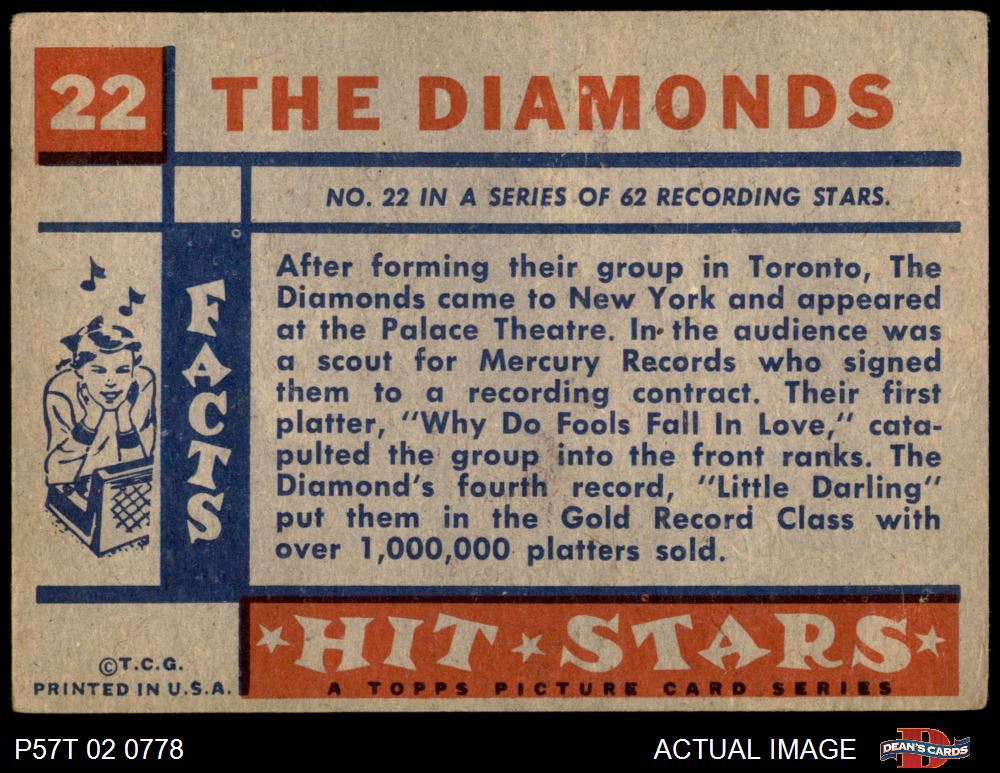 22
THE DIAMONDS
NO. 22 IN A SERIES OF 62 RECORDING STARS.
FACTS
After forming their group in Toronto, The
Diamonds came to New York and appeared
at the Palace Theatre. In the audience was
a scout for Mercury Records who signed
them to a recording contract. Their first
platter, "Why Do Fools Fall In Love," cata-
pulted the group into the front ranks. The
Diamond's fourth record, "Little Darling"
put them in the Gold Record Class with
over 1,000,000 platters sold.
©T.C.G.
PRINTED IN U.S.A.
HIT STARS
A TOPPS PICTURE CARD SERIES
P57T 02 0778
ACTUAL IMAGE
D
DEAN'S CARDS